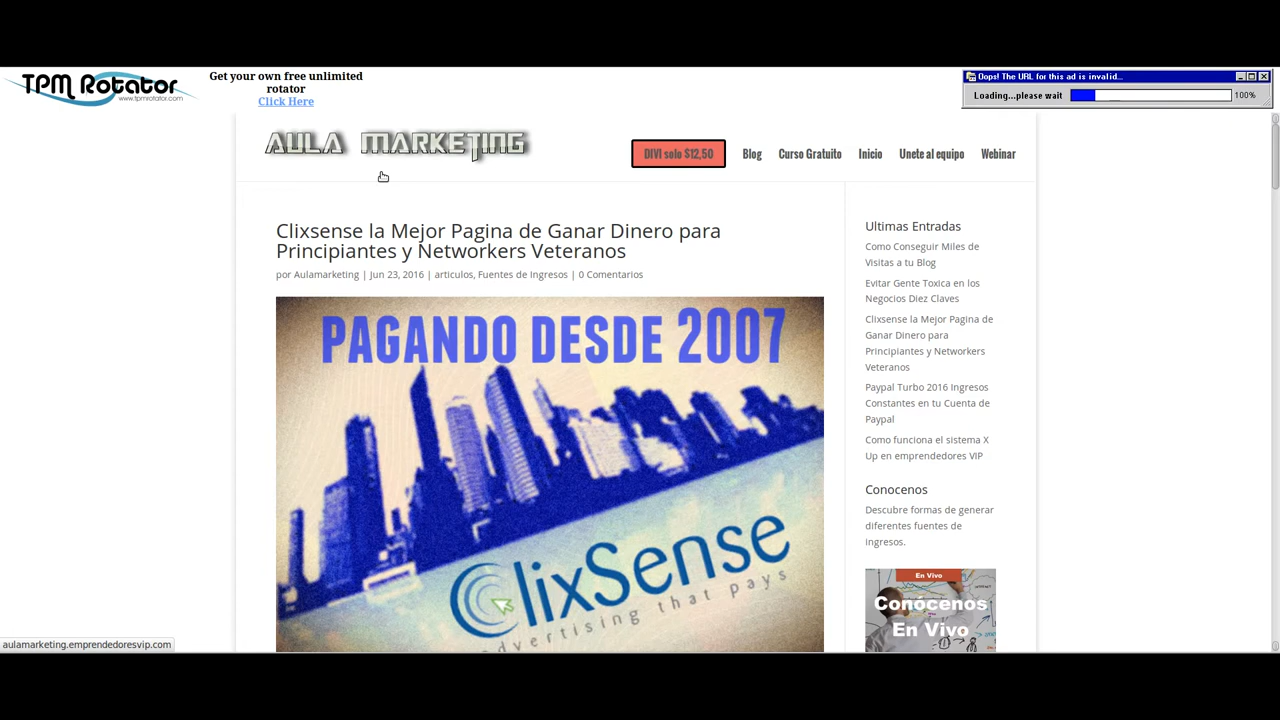 TPM Rotator
www.tpmrotator.com
Get your own free unlimited
rotator
Click Here
Oops! The URL for this ad is invalid...
Loading...please wait
100%
AULA MARKETING
DIVI solo $12,50
Blog
Curso Gratuito
Inicio
Unete al equipo
Webinar
Clixsense la Mejor Pagina de Ganar Dinero para
Principiantes y Networkers Veteranos
por Aulamarketing | Jun 23, 2016 | articulos, Fuentes de Ingresos | 0 Comentarios
PAGANDO DESDE 2007
ClixSense
advertising that pays
Ultimas Entradas
Como Conseguir Miles de
Visitas a tu Blog
Evitar Gente Toxica en los
Negocios Diez Claves
Clixsense la Mejor Pagina de
Ganar Dinero para
Principiantes y Networkers
Veteranos
Paypal Turbo 2016 Ingresos
Constantes en tu Cuenta de
Paypal
Como funciona el sistema X
Up en emprendedores VIP
Conocenos
Descubre formas de generar
diferentes fuentes de
ingresos.
En Vivo
Conócenos
En Vivo
aulamarketing.emprendedoresvip.com